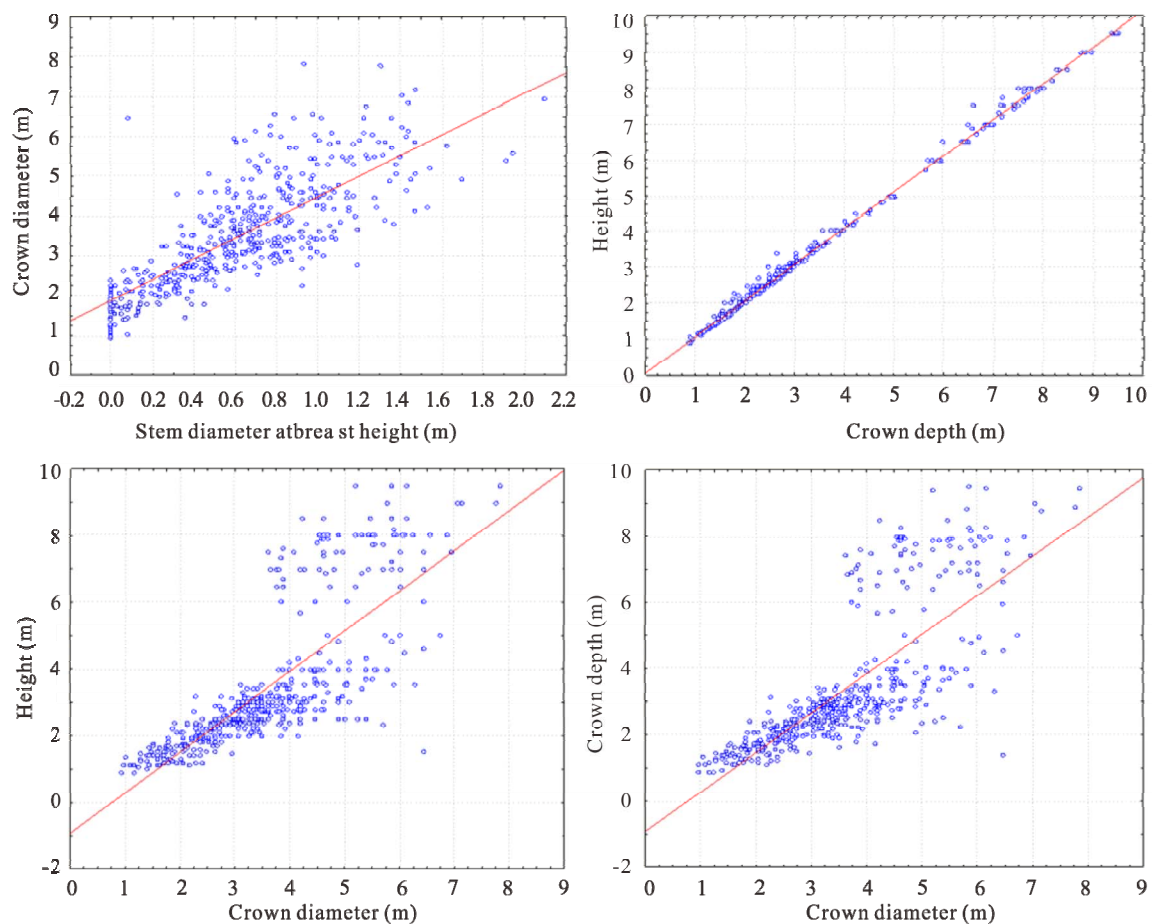 9
8
7
6
5
4
3
2
1
0
Crown diameter (m)
-0.2 0.0 0.2 0.4 0.6 0.8 1.0 1.2 1.4 1.6 1.8 2.0 2.2
Stem diameter atbrea st height (m)
10
9
8
7
6
5
4
3
2
1
0
Height (m)
0 1 2 3 4 5 6 7 8 9 10
Crown depth (m)
10
8
6
4
2
0
-2
Height (m)
0 1 2 3 4 5 6 7 8 9
Crown diameter (m)
10
8
6
4
2
0
-2
Crown depth (m)
0 1 2 3 4 5 6 7 8 9
Crown diameter (m)